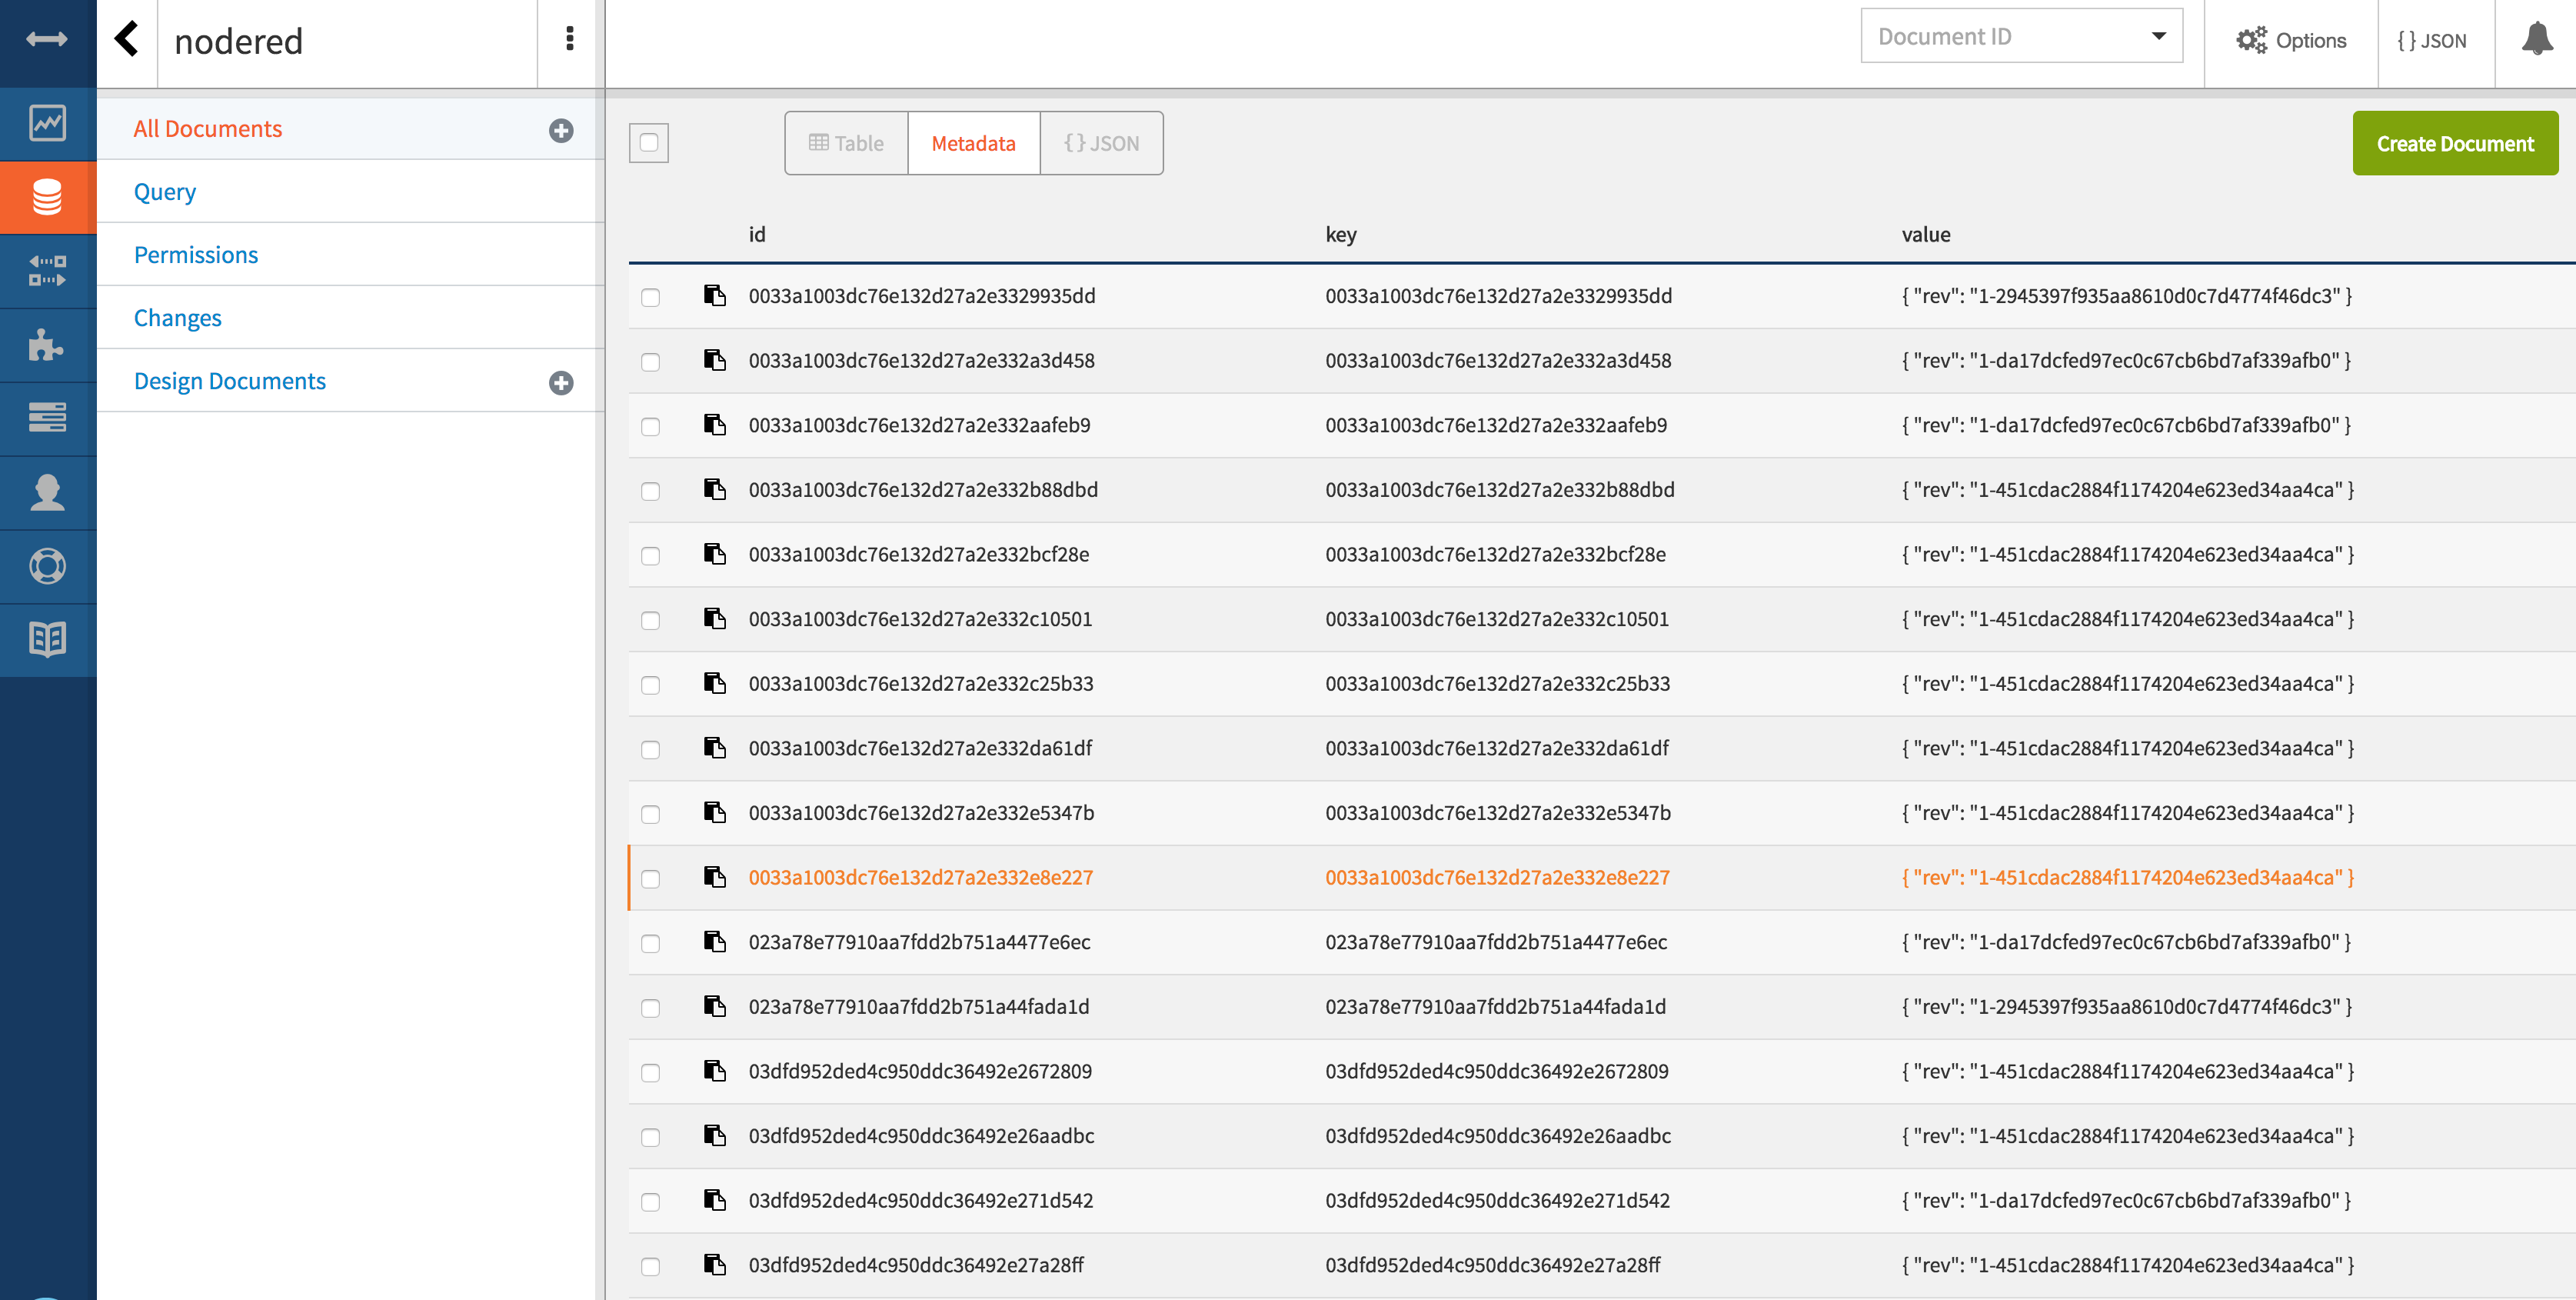 nodered
Document ID
Options
{ } JSON
All Documents
Query
Permissions
Changes
Design Documents
Table
Metadata
{ } JSON
Create Document
id key value
0033a1003dc76e132d27a2e3329935dd 0033a1003dc76e132d27a2e3329935dd { "rev": "1-2945397f935aa8610d0c7d4774f46dc3" }
0033a1003dc76e132d27a2e332a3d458 0033a1003dc76e132d27a2e332a3d458 { "rev": "1-da17dcfed97ec0c67cb6bd7af339afb0" }
0033a1003dc76e132d27a2e332aafeb9 0033a1003dc76e132d27a2e332aafeb9 { "rev": "1-da17dcfed97ec0c67cb6bd7af339afb0" }
0033a1003dc76e132d27a2e332b88dbd 0033a1003dc76e132d27a2e332b88dbd { "rev": "1-451cdac2884f1174204e623ed34aa4ca" }
0033a1003dc76e132d27a2e332bcf28e 0033a1003dc76e132d27a2e332bcf28e { "rev": "1-451cdac2884f1174204e623ed34aa4ca" }
0033a1003dc76e132d27a2e332c10501 0033a1003dc76e132d27a2e332c10501 { "rev": "1-451cdac2884f1174204e623ed34aa4ca" }
0033a1003dc76e132d27a2e332c25b33 0033a1003dc76e132d27a2e332c25b33 { "rev": "1-451cdac2884f1174204e623ed34aa4ca" }
0033a1003dc76e132d27a2e332da61df 0033a1003dc76e132d27a2e332da61df { "rev": "1-451cdac2884f1174204e623ed34aa4ca" }
0033a1003dc76e132d27a2e332e5347b 0033a1003dc76e132d27a2e332e5347b { "rev": "1-451cdac2884f1174204e623ed34aa4ca" }
0033a1003dc76e132d27a2e332e8e227 0033a1003dc76e132d27a2e332e8e227 { "rev": "1-451cdac2884f1174204e623ed34aa4ca" }
023a78e77910aa7fdd2b751a4477e6ec 023a78e77910aa7fdd2b751a4477e6ec { "rev": "1-da17dcfed97ec0c67cb6bd7af339afb0" }
023a78e77910aa7fdd2b751a44fada1d 023a78e77910aa7fdd2b751a44fada1d { "rev": "1-2945397f935aa8610d0c7d4774f46dc3" }
03dfd952ded4c950ddc36492e2672809 03dfd952ded4c950ddc36492e2672809 { "rev": "1-451cdac2884f1174204e623ed34aa4ca" }
03dfd952ded4c950ddc36492e26aadbc 03dfd952ded4c950ddc36492e26aadbc { "rev": "1-451cdac2884f1174204e623ed34aa4ca" }
03dfd952ded4c950ddc36492e271d542 03dfd952ded4c950ddc36492e271d542 { "rev": "1-da17dcfed97ec0c67cb6bd7af339afb0" }
03dfd952ded4c950ddc36492e27a28ff 03dfd952ded4c950ddc36492e27a28ff { "rev": "1-451cdac2884f1174204e623ed34aa4ca" }